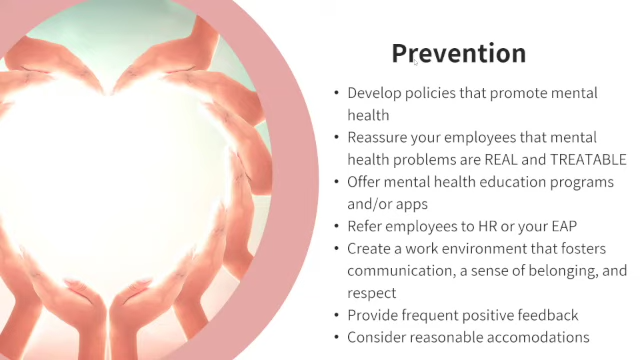 Prevention
• Develop policies that promote mental
health
• Reassure your employees that mental
health problems are REAL and TREATABLE
• Offer mental health education programs
and/or apps
• Refer employees to HR or your EAP
• Create a work environment that fosters
communication, a sense of belonging, and
respect
• Provide frequent positive feedback
• Consider reasonable accomodations